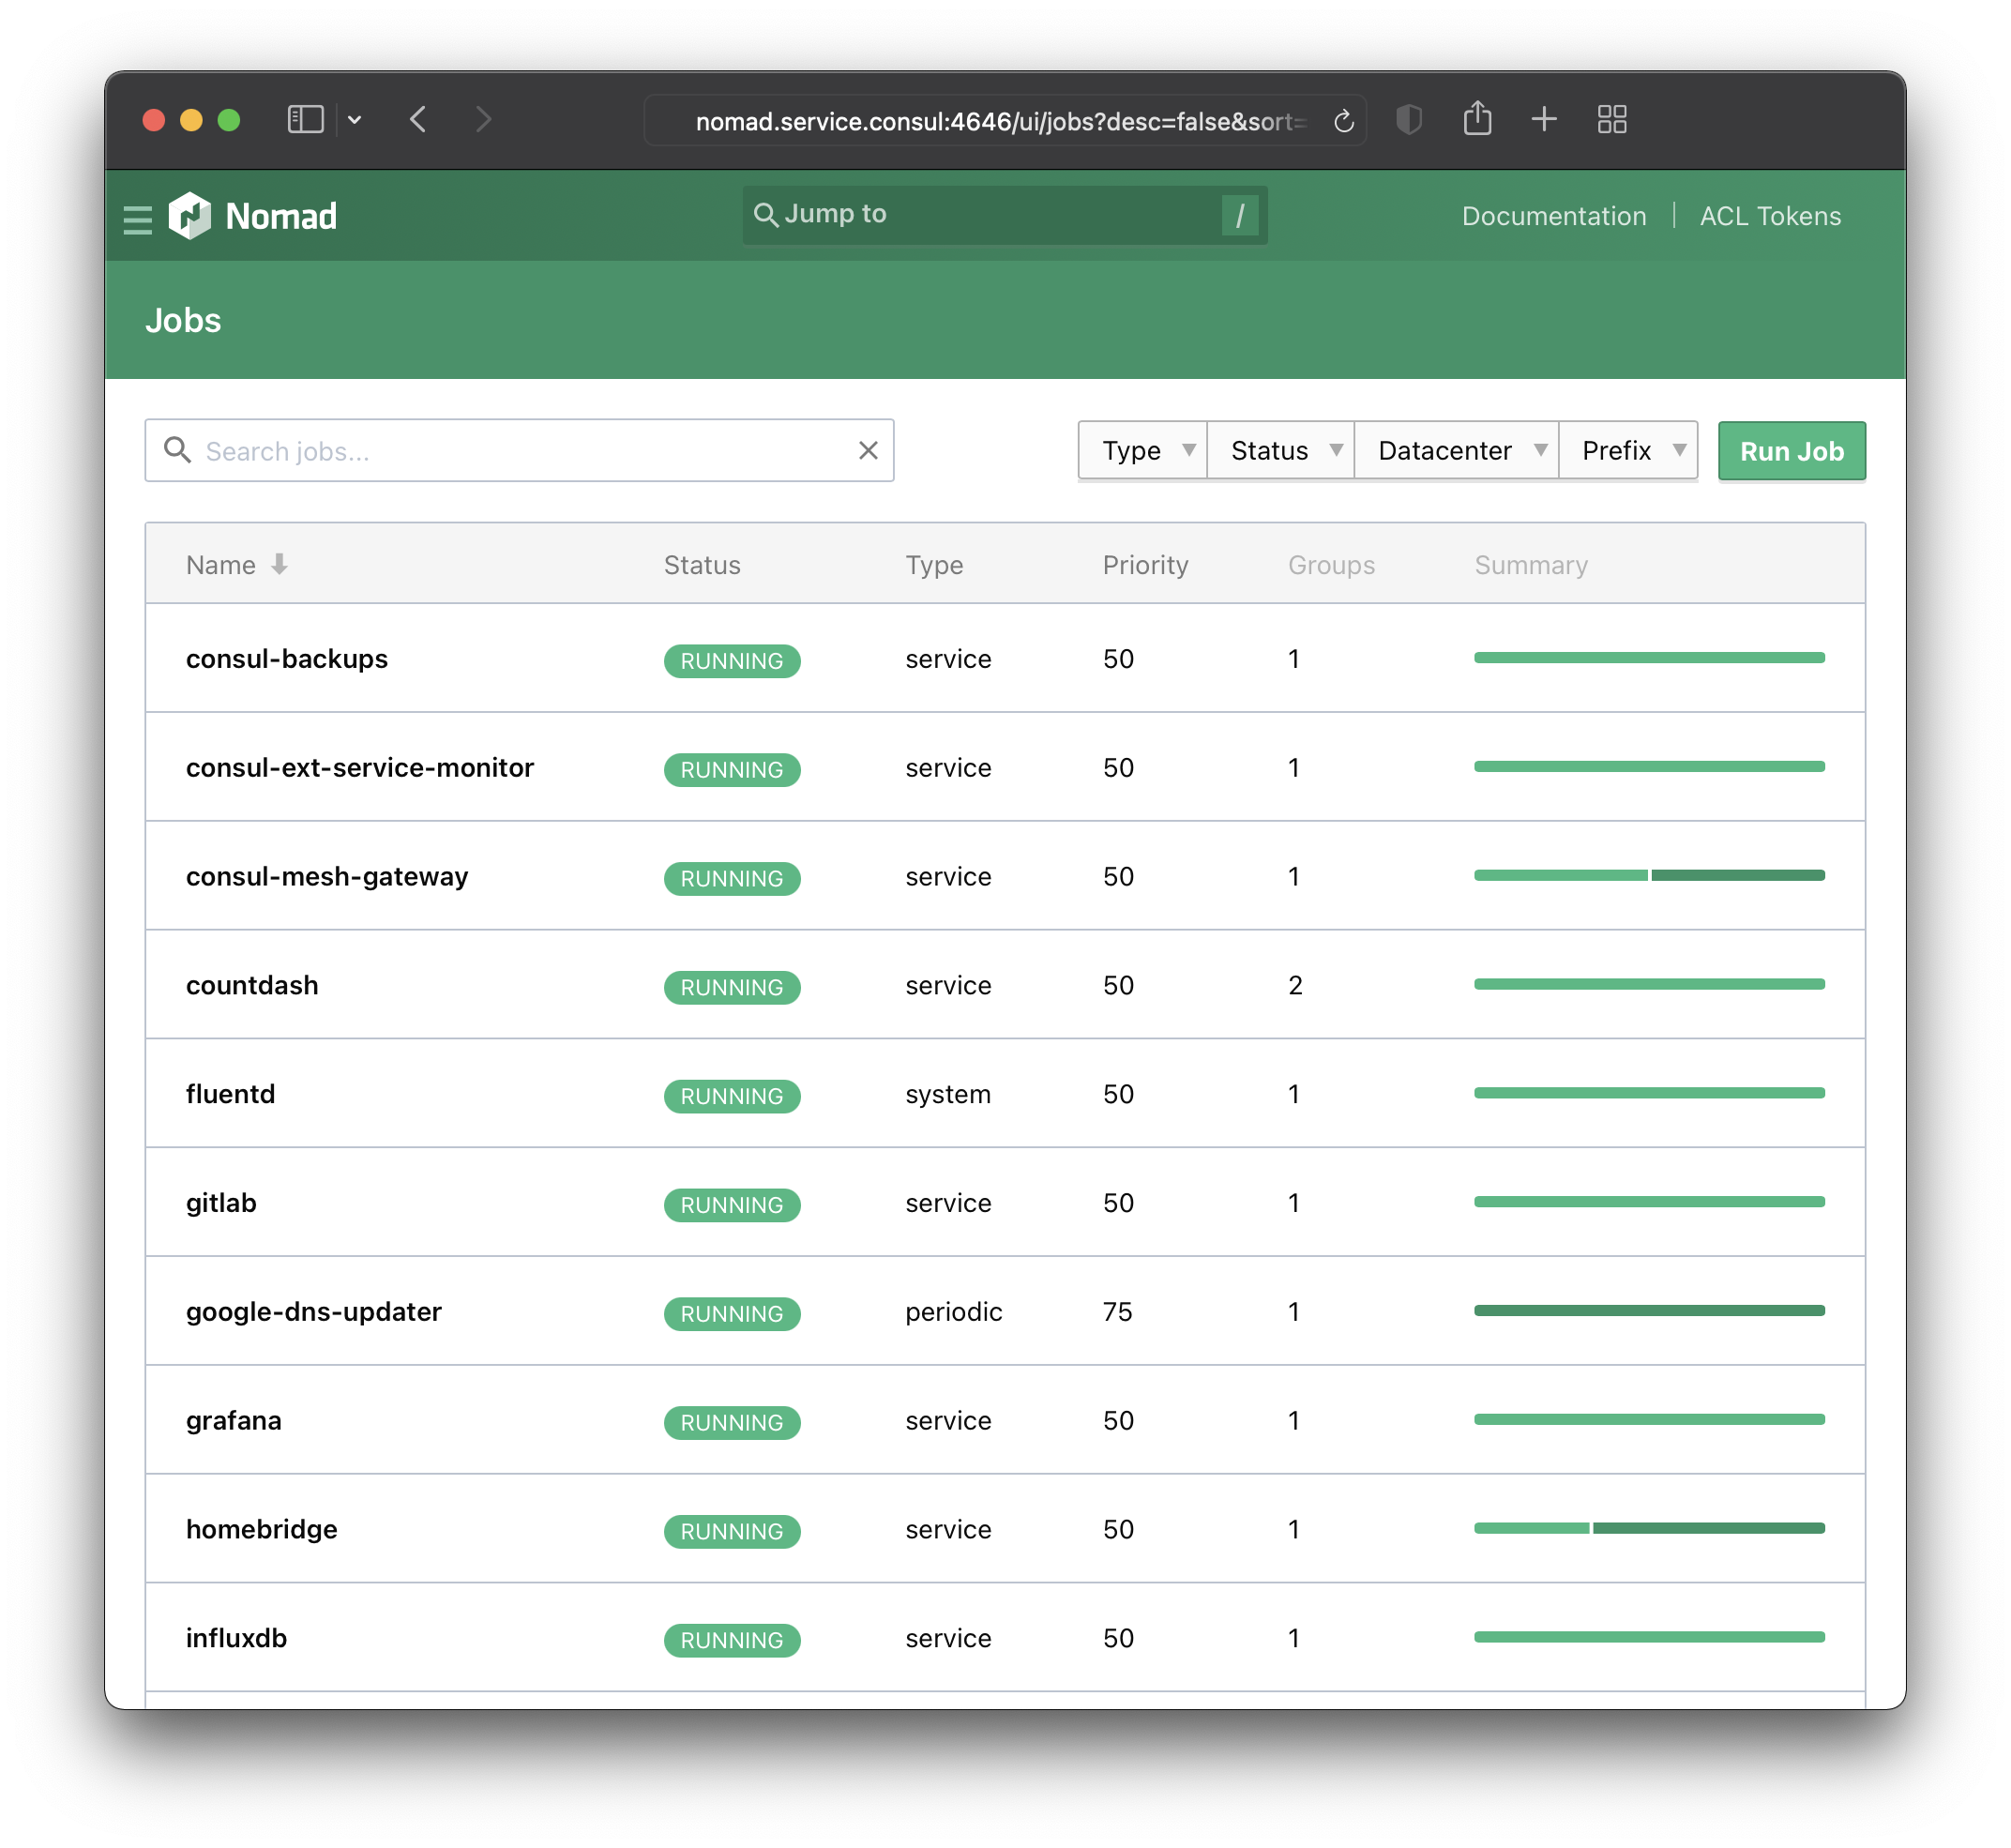 nomad.service.consul:4646/ui/jobs?desc=false&sort=
Nomad
Jump to
/
Documentation
ACL Tokens
Jobs
Search jobs...
Type
Status
Datacenter
Prefix
Run Job
Name Status Type Priority Groups Summary
consul-backups RUNNING service 50 1
consul-ext-service-monitor RUNNING service 50 1
consul-mesh-gateway RUNNING service 50 1
countdash RUNNING service 50 2
fluentd RUNNING system 50 1
gitlab RUNNING service 50 1
google-dns-updater RUNNING periodic 75 1
grafana RUNNING service 50 1
homebridge RUNNING service 50 1
influxdb RUNNING service 50 1